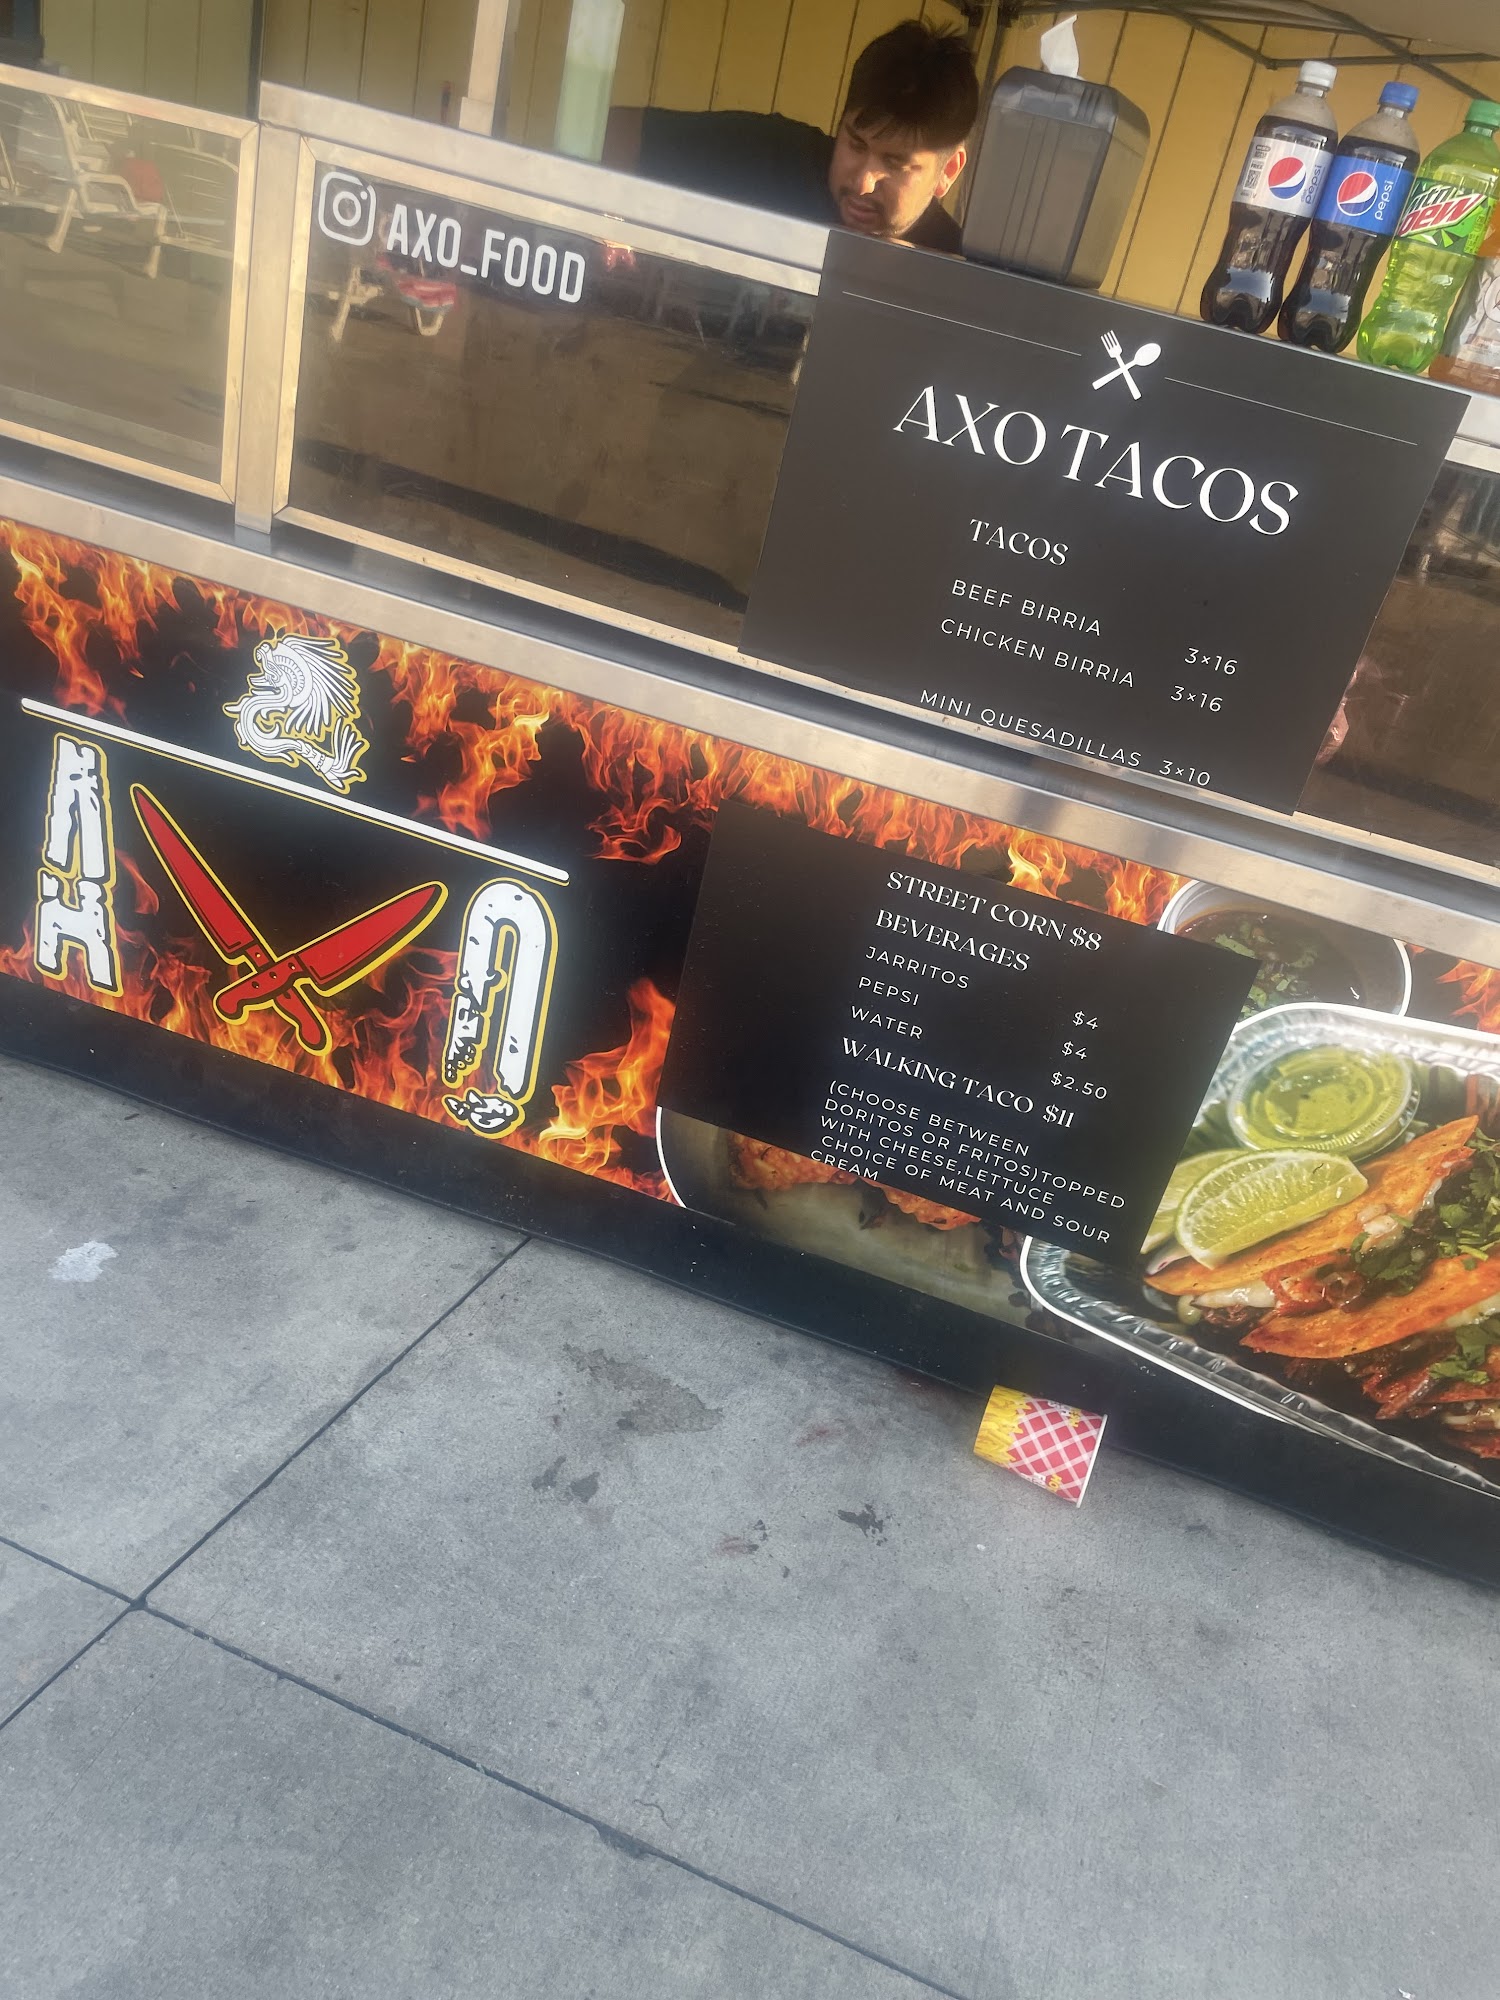 AXO_FOOD
pepsi
pepsi
Mtn
DEW
AXO TACOS
TACOS
BEEF BIRRIA 3×16
CHICKEN BIRRIA 3×16
MINI QUESADILLAS 3×10
AXO
STREET CORN $8
BEVERAGES
JARRITOS $4
PEPSI $4
WATER $2.50
WALKING TACO $11
(CHOOSE BETWEEN
DORITOS OR FRITOS)TOPPED
WITH CHEESE,LETTUCE
CHOICE OF MEAT AND SOUR
CREAM